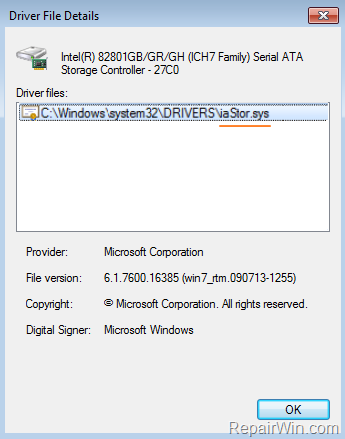 Driver File Details
Intel(R) 82801GB/GR/GH (ICH7 Family) Serial ATA
Storage Controller - 27C0
Driver files:
C:\Windows\system32\DRIVERS\iaStor.sys
Provider: Microsoft Corporation
File version: 6.1.7600.16385 (win7_rtm.090713-1255)
Copyright: © Microsoft Corporation. All rights reserved.
Digital Signer: Microsoft Windows
OK
RepairWin.com